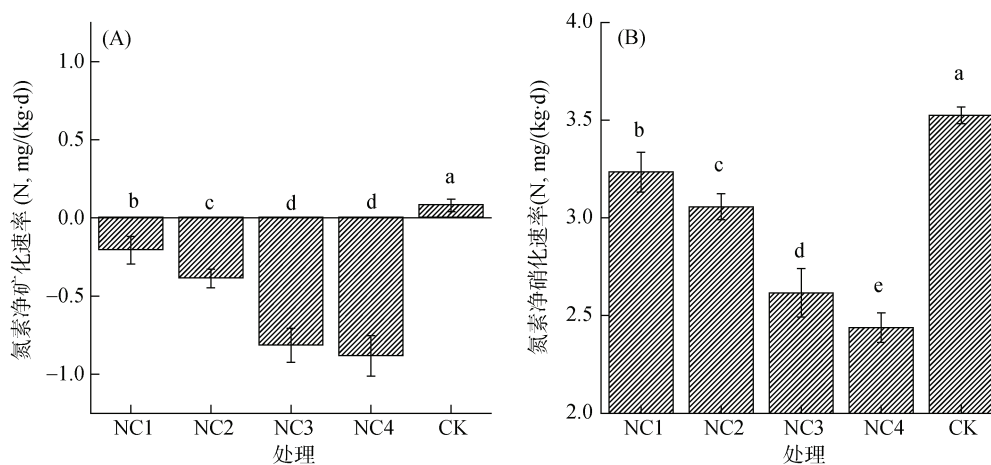 (A)
氮素净矿化速率 (N, mg/(kg·d))
1.0
0.5
0.0
−0.5
−1.0
b
c
d
d
a
NC1
NC2
NC3
NC4
CK
处理
(B)
氮素净硝化速率(N, mg/(kg·d))
4.0
3.5
3.0
2.5
2.0
b
c
d
e
a
NC1
NC2
NC3
NC4
CK
处理